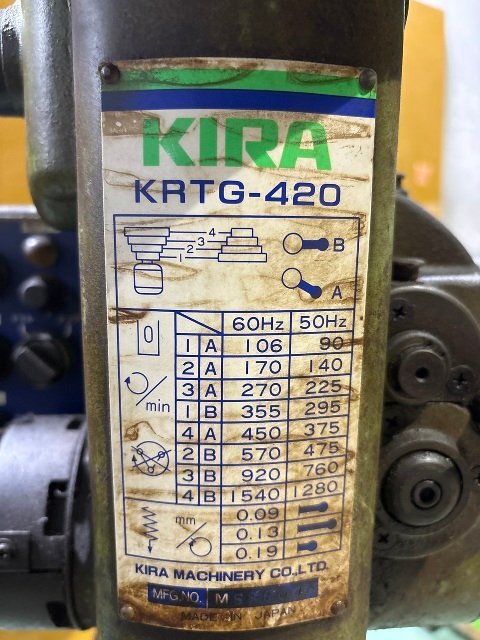 KIRA
KRTG-420
4
3
2
1
B
A
0 60Hz 50Hz
1 A 106 90
2 A 170 140
/min 3 A 270 225
1 B 355 295
4 A 450 375
2 B 570 475
3 B 920 760
4 B 1540 1280
0.09
mm 0.13
0.19
KIRA MACHINERY CO.,LTD.
MFG.NO. M
MADE IN JAPAN